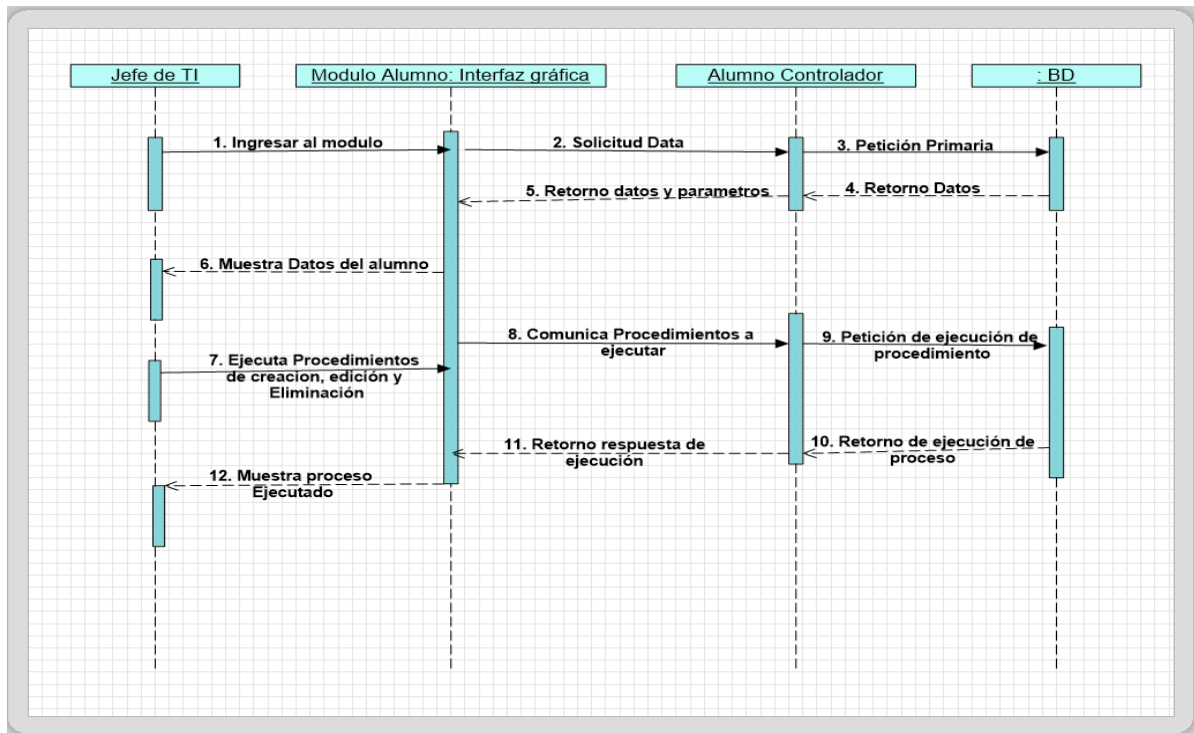 Jefe de TI
Modulo Alumno: Interfaz gráfica
Alumno Controlador
: BD
1. Ingresar al modulo
2. Solicitud Data
3. Petición Primaria
5. Retorno datos y parametros
4. Retorno Datos
6. Muestra Datos del alumno
8. Comunica Procedimientos a
ejecutar
9. Petición de ejecución de
procedimiento
7. Ejecuta Procedimientos
de creacion, edición y
Eliminación
11. Retorno respuesta de
ejecución
10. Retorno de ejecución de
proceso
12. Muestra proceso
Ejecutado